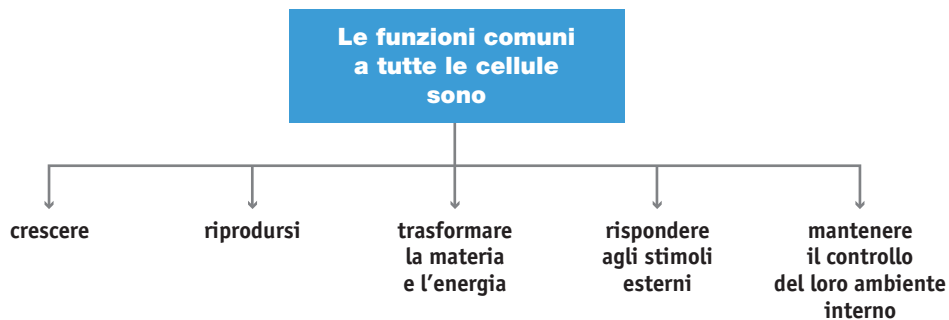 Le funzioni comuni
a tutte le cellule
sono
crescere
riprodursi
trasformare
la materia
e l'energia
rispondere
agli stimoli
esterni
mantenere
il controllo
del loro ambiente
interno